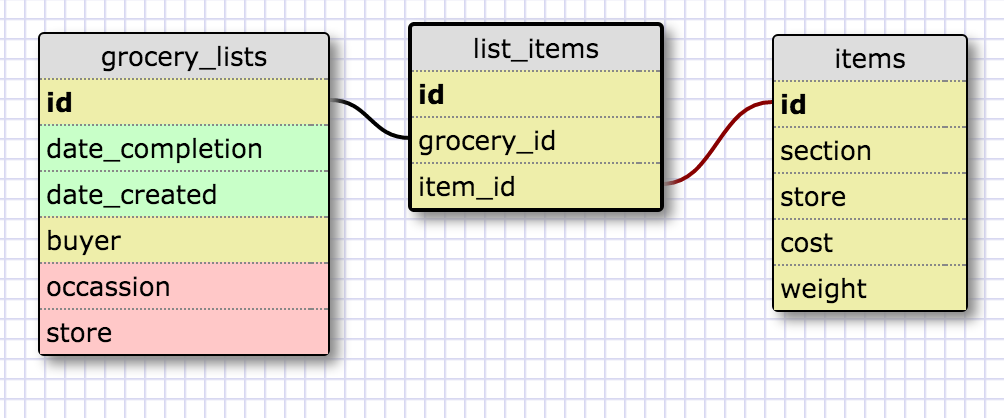 grocery_lists
id
date_completion
date_created
buyer
occassion
store
list_items
id
grocery_id
item_id
items
id
section
store
cost
weight